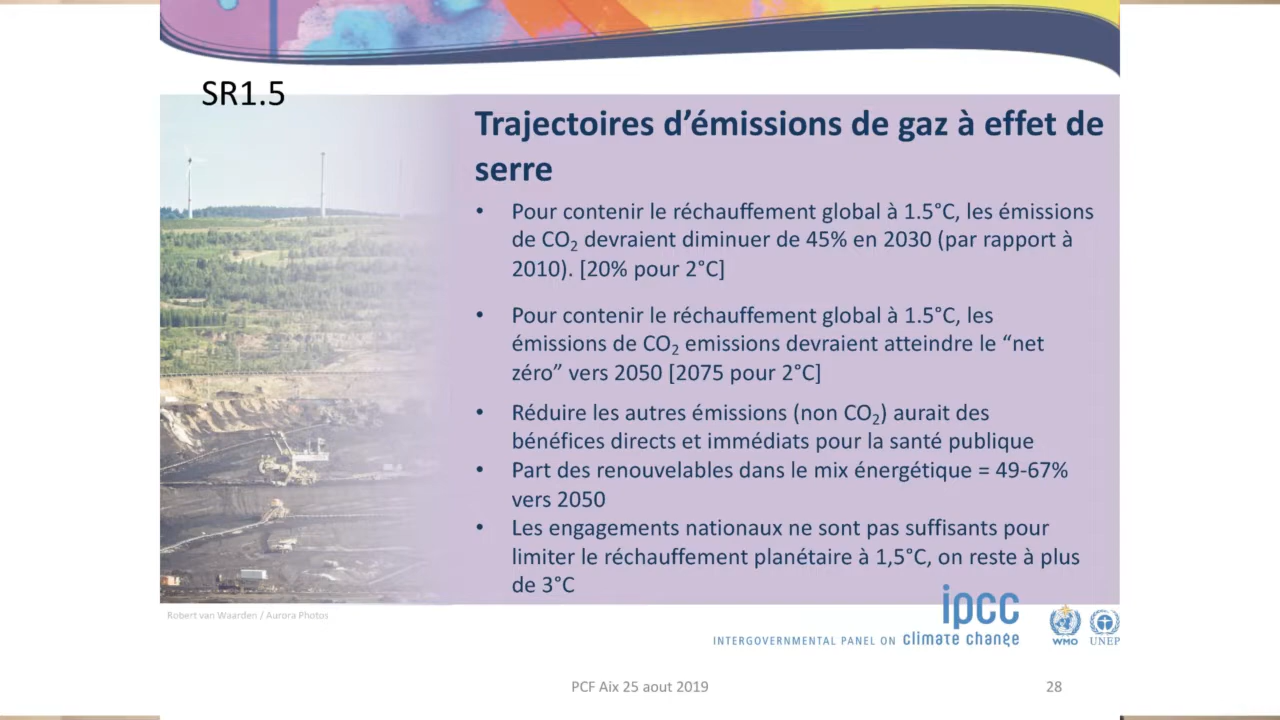 SR1.5
Trajectoires d’émissions de gaz à effet de
serre
• Pour contenir le réchauffement global à 1.5°C, les émissions
de CO₂ devraient diminuer de 45% en 2030 (par rapport à
2010). [20% pour 2°C]
• Pour contenir le réchauffement global à 1.5°C, les
émissions de CO₂ emissions devraient atteindre le “net
zéro” vers 2050 [2075 pour 2°C]
• Réduire les autres émissions (non CO₂) aurait des
bénéfices directs et immédiats pour la santé publique
• Part des renouvelables dans le mix énergétique = 49-67%
vers 2050
• Les engagements nationaux ne sont pas suffisants pour
limiter le réchauffement planétaire à 1,5°C, on reste à plus
de 3°C
Robert van Waarden / Aurora Photos
ipcc
INTERGOVERNMENTAL PANEL ON climate change
WMO
UNEP
PCF Aix 25 aout 2019
28